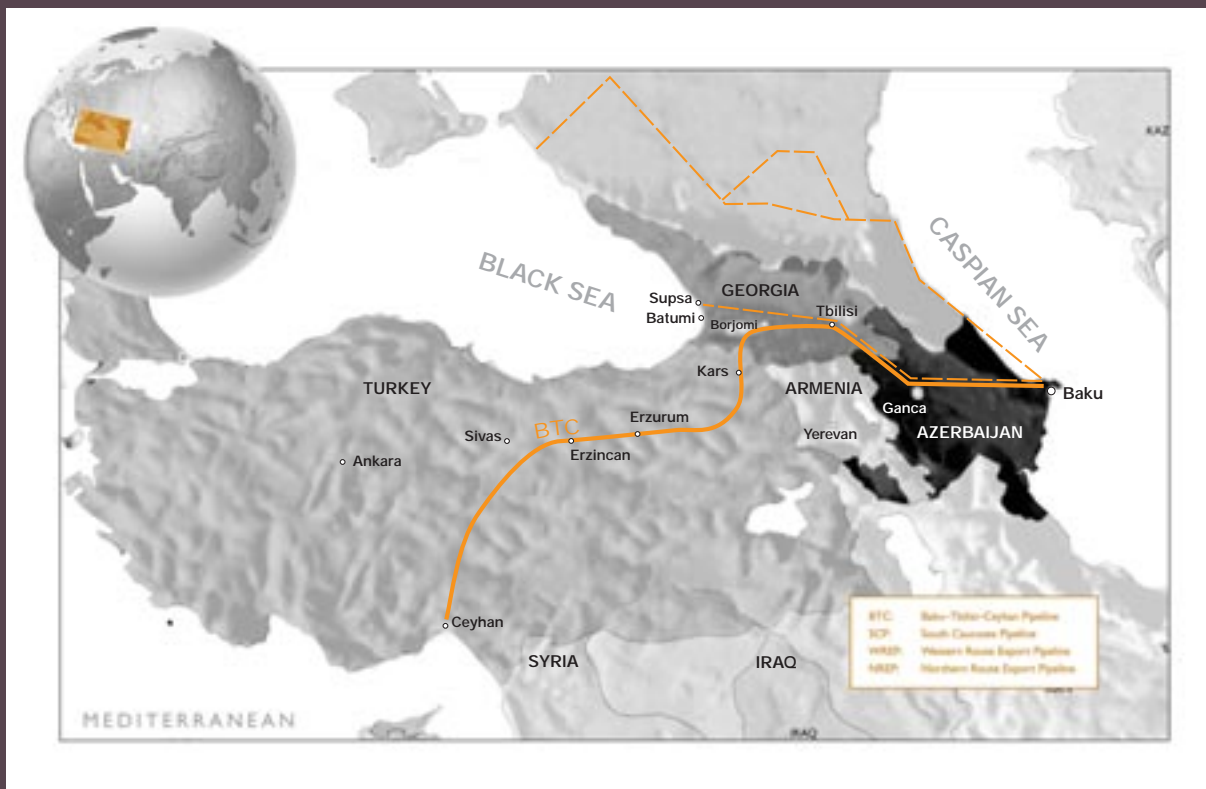 KAZ
BLACK SEA
CASPIAN SEA
GEORGIA
Supsa
Tbilisi
Batumi
Borjomi
Kars
TURKEY
ARMENIA
Baku
Ganca
Erzurum
BTC
Sivas
Yerevan
AZERBAIJAN
Erzincan
Ankara
BTC: Baku-Tbilisi-Ceyhan Pipeline
SCP: South Caucasus Pipeline
WREP: Western Route Export Pipeline
NREP: Northern Route Export Pipeline
Ceyhan
SYRIA
IRAQ
MEDITERRANEAN
IRAQ